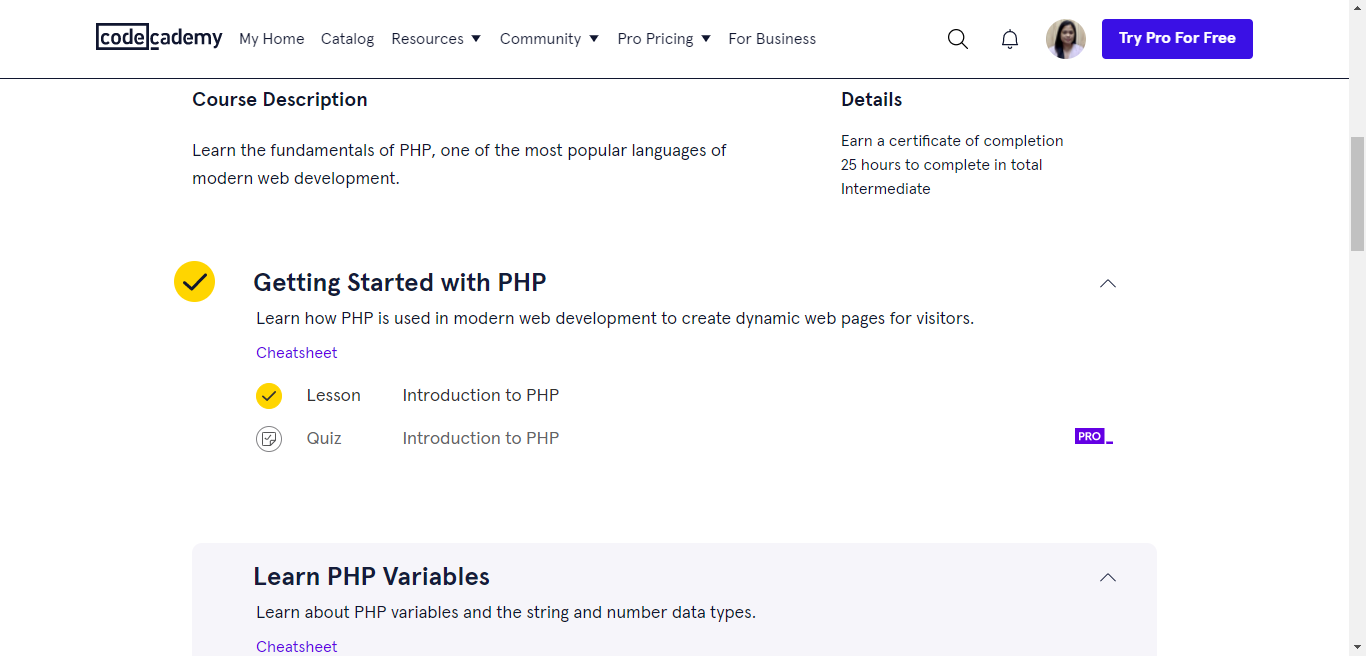 codecademy My Home Catalog Resources Community Pro Pricing For Business Try Pro For Free
Course Description
Learn the fundamentals of PHP, one of the most popular languages of
modern web development.
Details
Earn a certificate of completion
25 hours to complete in total
Intermediate
Getting Started with PHP
Learn how PHP is used in modern web development to create dynamic web pages for visitors.
Cheatsheet
Lesson Introduction to PHP
Quiz Introduction to PHP PRO_
Learn PHP Variables
Learn about PHP variables and the string and number data types.
Cheatsheet